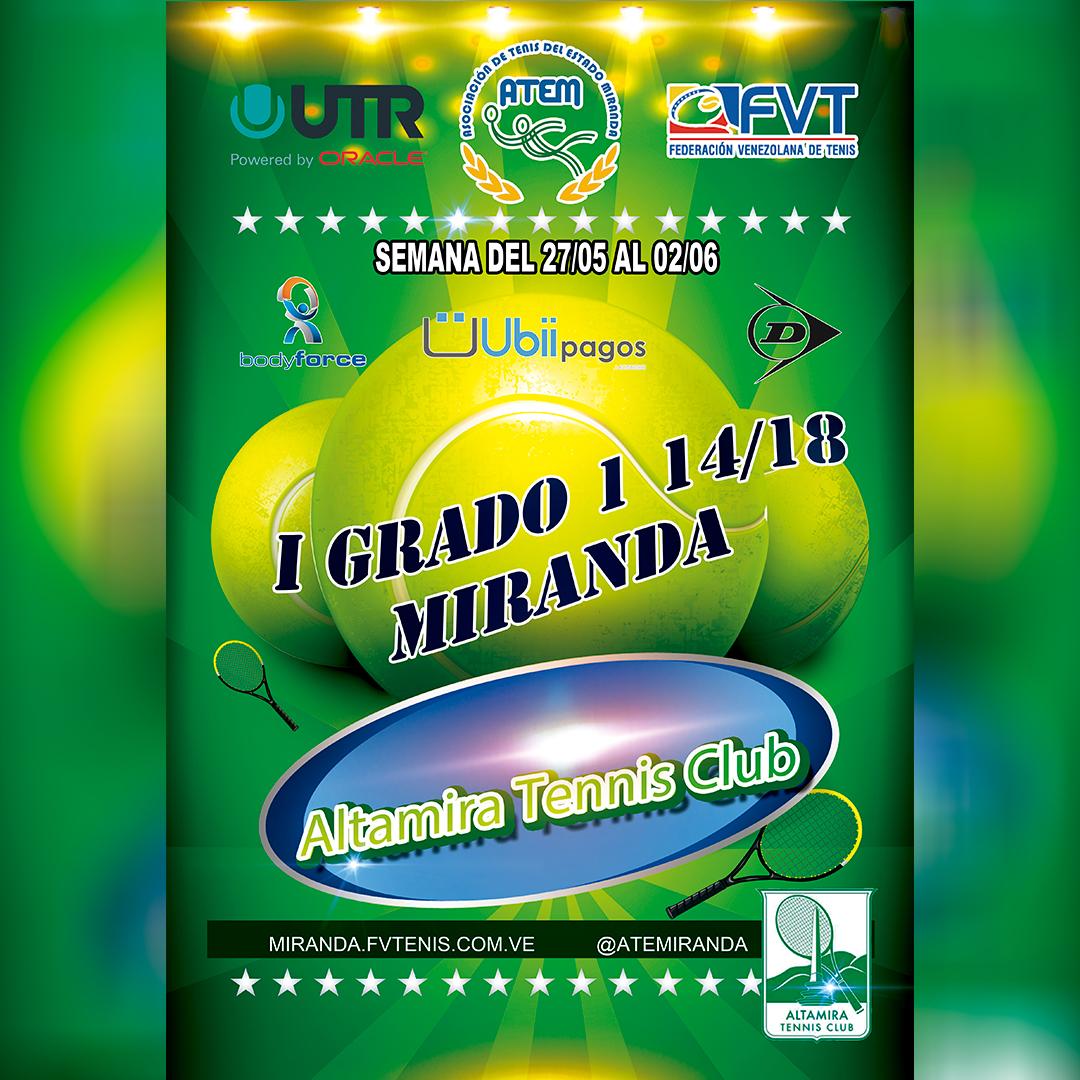 UTR
Powered by ORACLE
ASOCIACIÓN DE TENIS DEL ESTADO MIRANDA
ATEM
FVT
FEDERACIÓN VENEZOLANA DE TENIS
SEMANA DEL 27/05 AL 02/06
bodyforce
Ubii pagos
D
I GRADO 1 14/18
MIRANDA
Altamira Tennis Club
MIRANDA.FVTENIS.COM.VE @ATEMIRANDA
ALTAMIRA
TENNIS CLUB